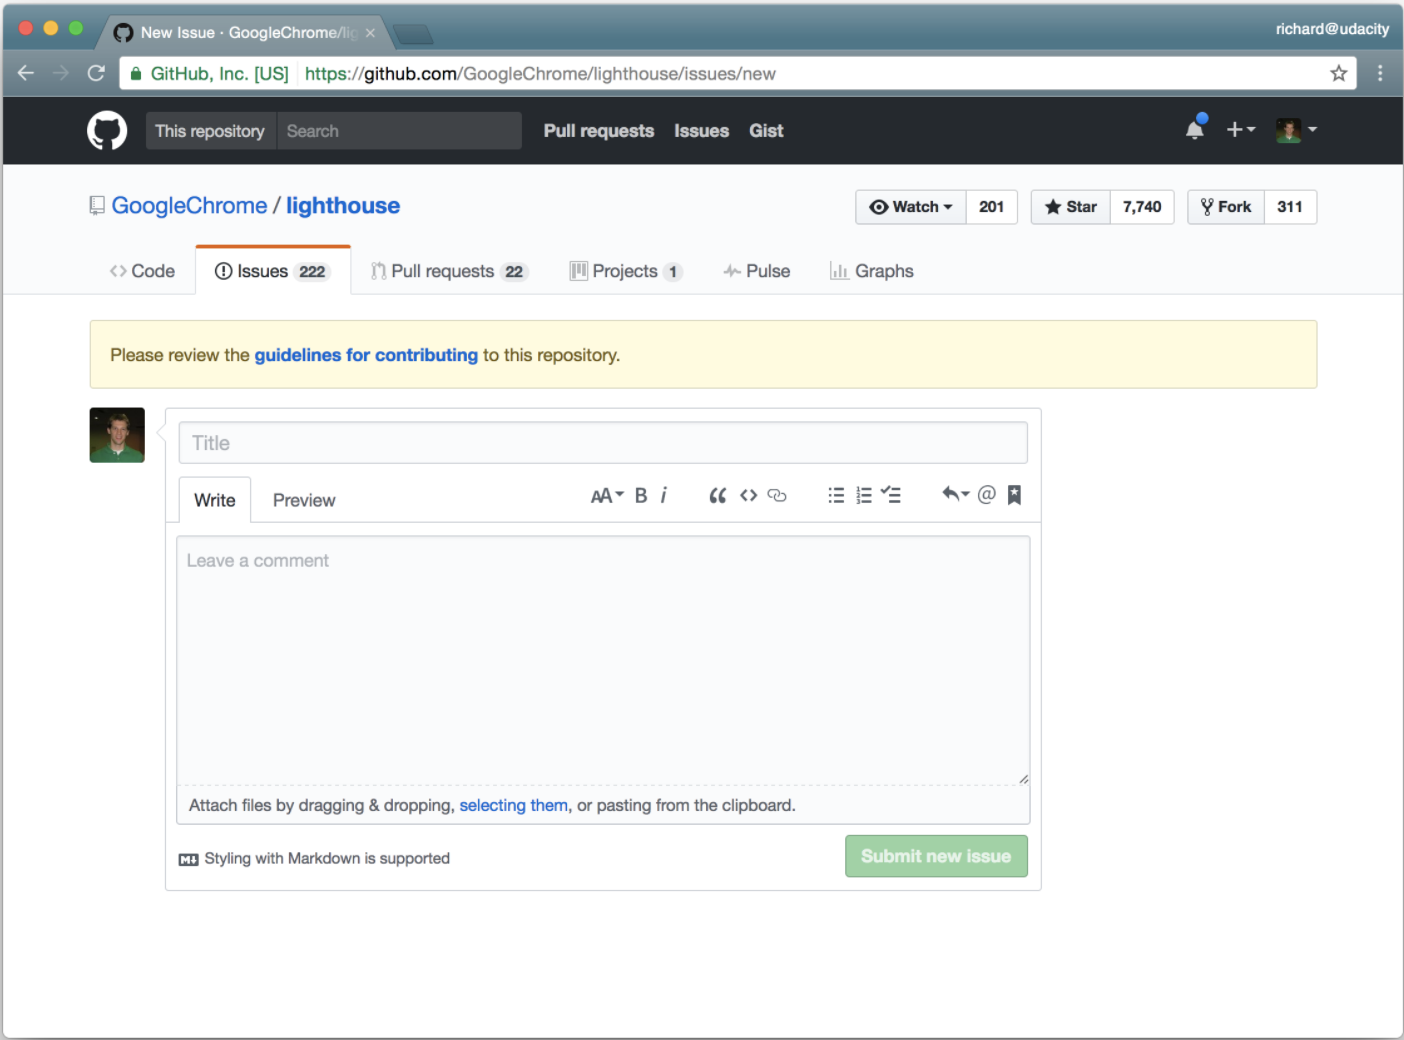 New Issue · GoogleChrome/lig
richard@udacity
GitHub, Inc. [US] https://github.com/GoogleChrome/lighthouse/issues/new
This repository Search Pull requests Issues Gist
GoogleChrome / lighthouse
Watch 201 Star 7,740 Fork 311
Code Issues 222 Pull requests 22 Projects 1 Pulse Graphs
Please review the guidelines for contributing to this repository.
Title
Write Preview AA B i @
Leave a comment
Attach files by dragging & dropping, selecting them, or pasting from the clipboard.
Styling with Markdown is supported
Submit new issue